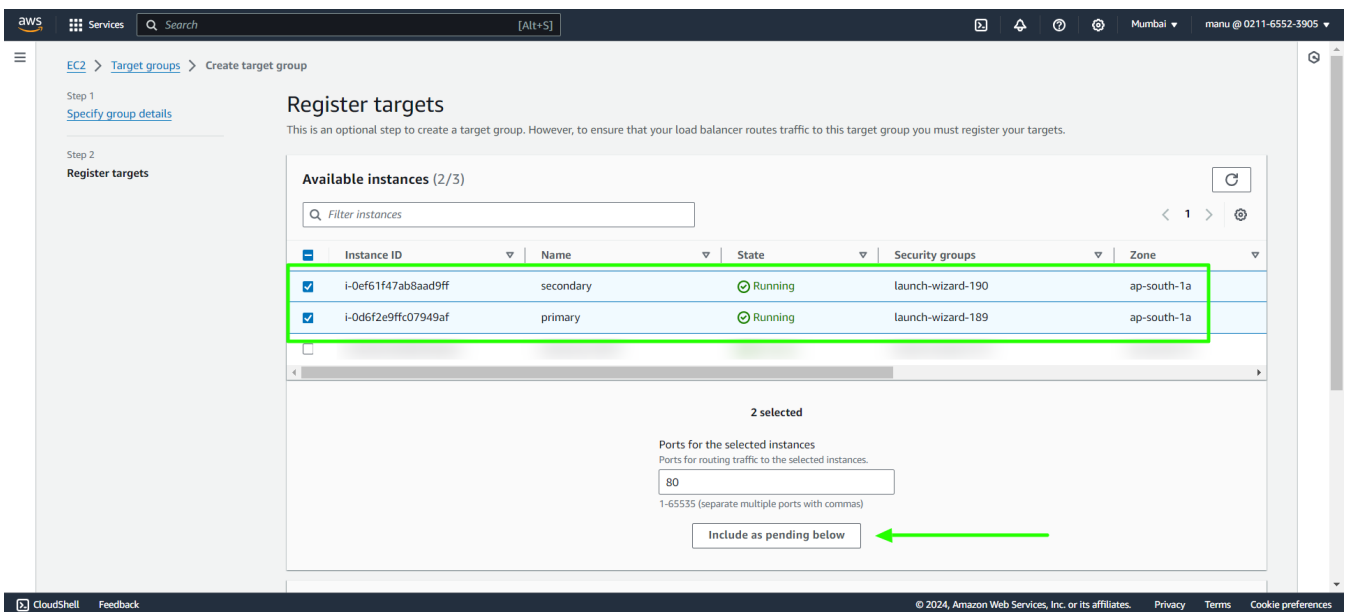 aws Services Search [Alt+S] Mumbai manu @ 0211-6552-3905
EC2 Target groups Create target group
Step 1
Specify group details
Step 2
Register targets
Register targets
This is an optional step to create a target group. However, to ensure that your load balancer routes traffic to this target group you must register your targets.
Available instances (2/3)
Filter instances
1
Instance ID Name State Security groups Zone
i-0ef61f47ab8aad9ff secondary Running launch-wizard-190 ap-south-1a
i-0d6f2e9ffc07949af primary Running launch-wizard-189 ap-south-1a
2 selected
Ports for the selected instances
Ports for routing traffic to the selected instances.
80
1-65535 (separate multiple ports with commas)
Include as pending below
CloudShell Feedback © 2024, Amazon Web Services, Inc. or its affiliates. Privacy Terms Cookie preferences